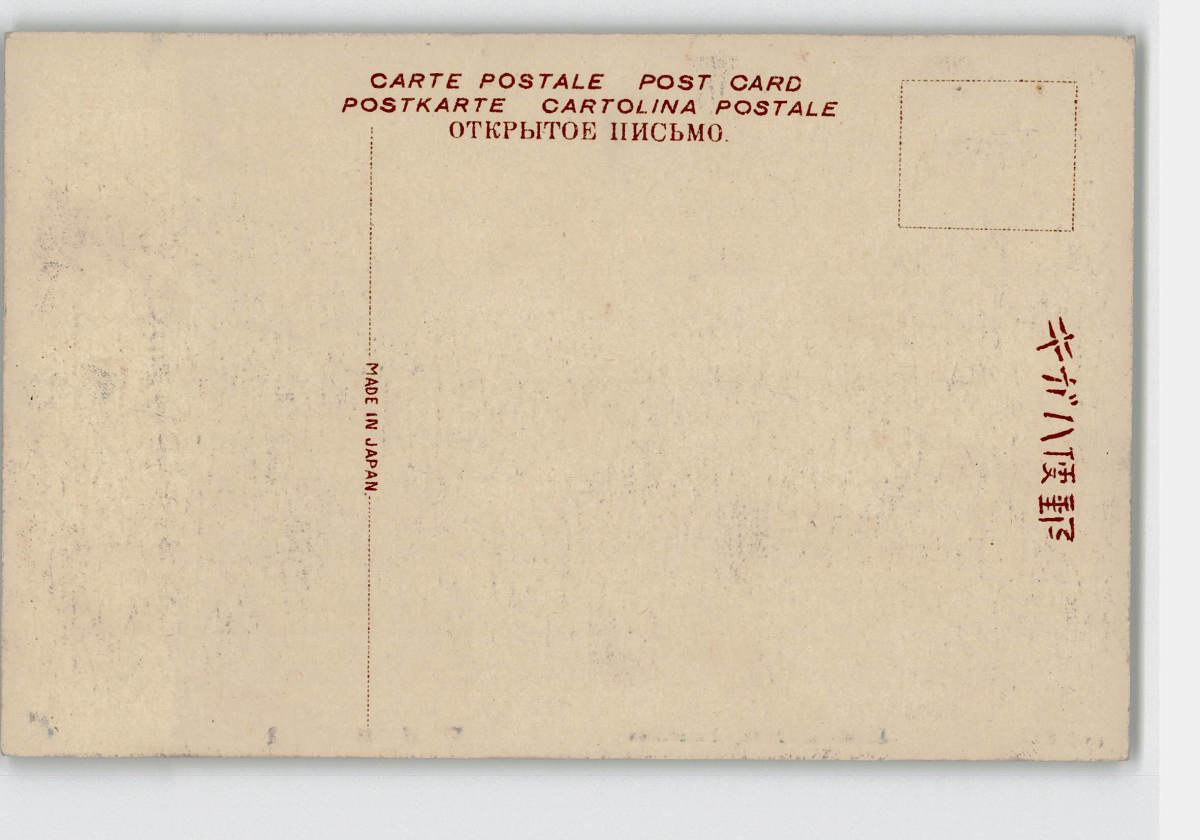 CARTE POSTALE POST CARD
POSTKARTE CARTOLINA POSTALE
ОТКРЫТОЕ ПИСЬМО.
MADE IN JAPAN.
郵便ハガキ